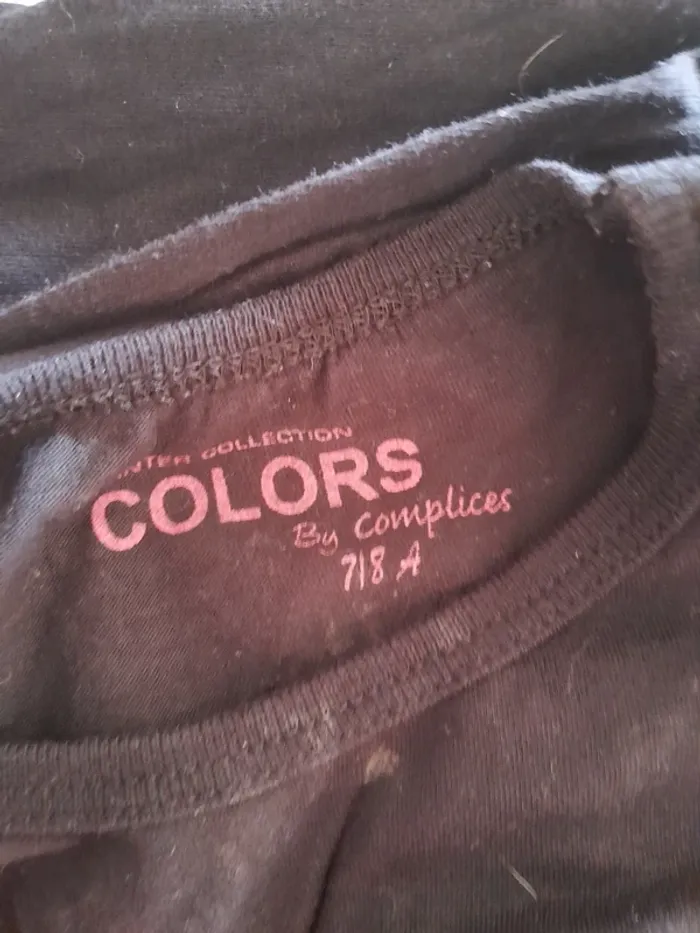 COLLECTION
COLORS
By Complices
7/8 A